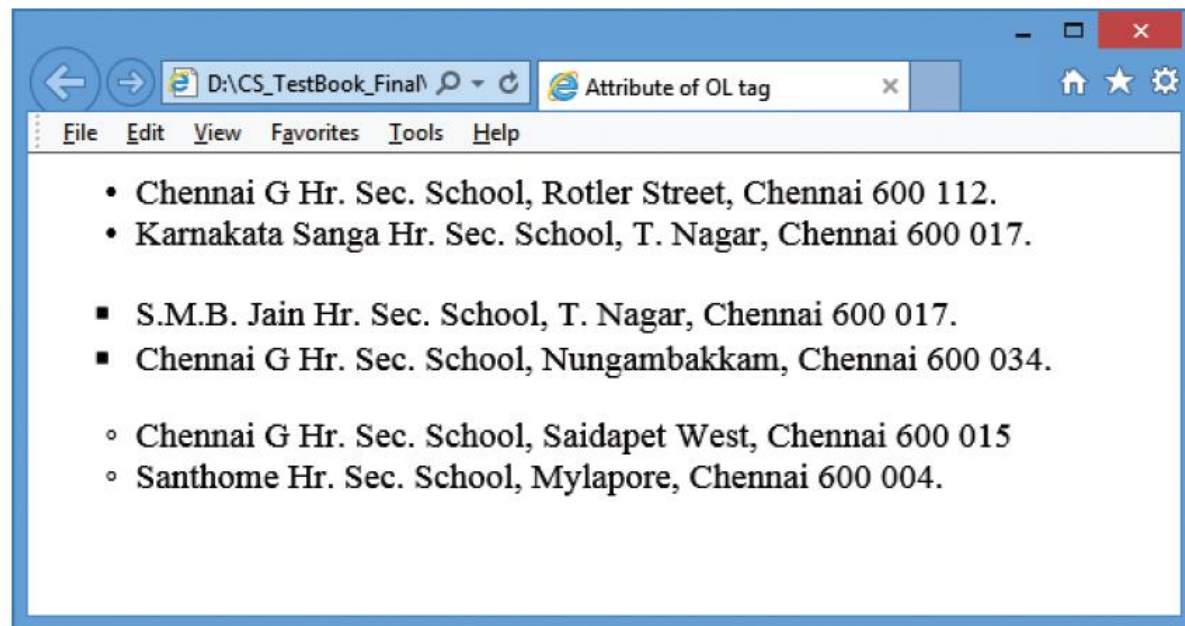 D:\CS_TestBook_Final\
Attribute of OL tag
File Edit View Favorites Tools Help
• Chennai G Hr. Sec. School, Rotler Street, Chennai 600 112.
• Karnakata Sanga Hr. Sec. School, T. Nagar, Chennai 600 017.
▪ S.M.B. Jain Hr. Sec. School, T. Nagar, Chennai 600 017.
▪ Chennai G Hr. Sec. School, Nungambakkam, Chennai 600 034.
◦ Chennai G Hr. Sec. School, Saidapet West, Chennai 600 015
◦ Santhome Hr. Sec. School, Mylapore, Chennai 600 004.